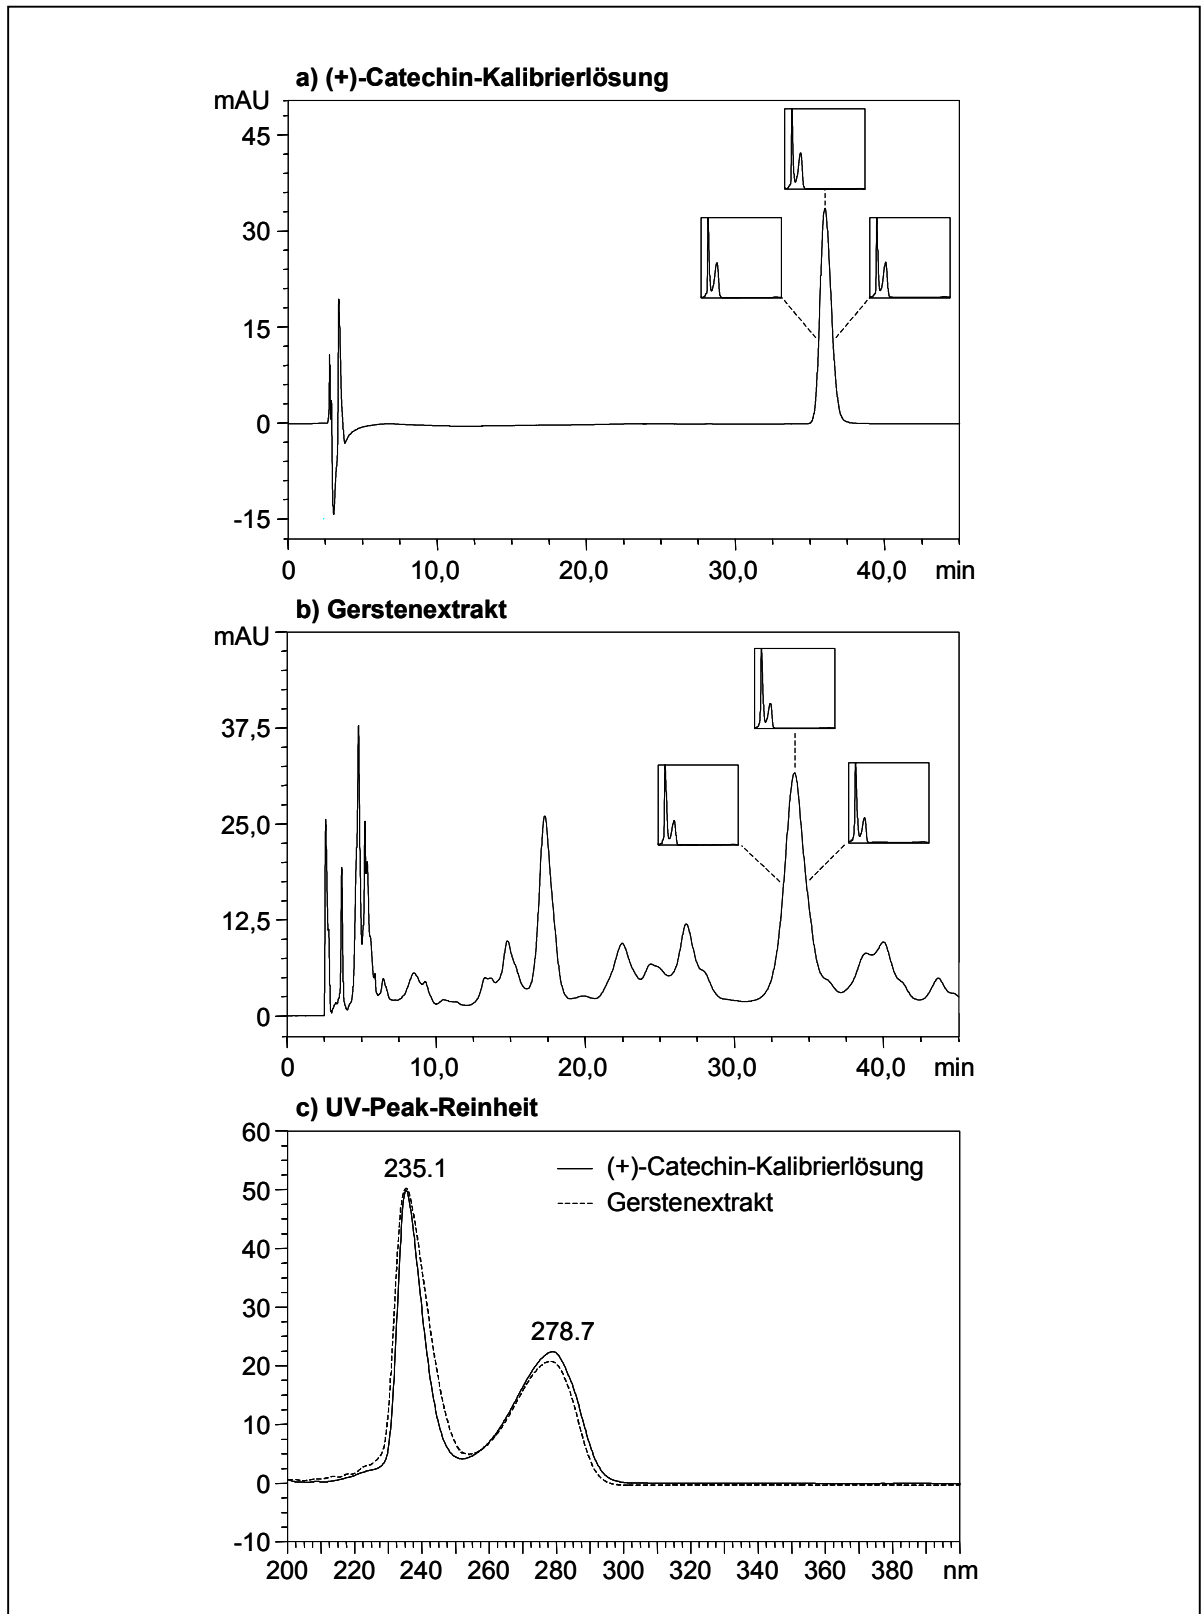 a) (+)-Catechin-Kalibrierlösung
mAU
45
30
15
0
-15
0 10,0 20,0 30,0 40,0 min
b) Gerstenextrakt
mAU
37,5
25,0
12,5
0
0 10,0 20,0 30,0 40,0 min
c) UV-Peak-Reinheit
60
235.1
(+)-Catechin-Kalibrierlösung
50
Gerstenextrakt
40
30
278.7
20
10
0
-10
200 220 240 260 280 300 320 340 360 380 nm